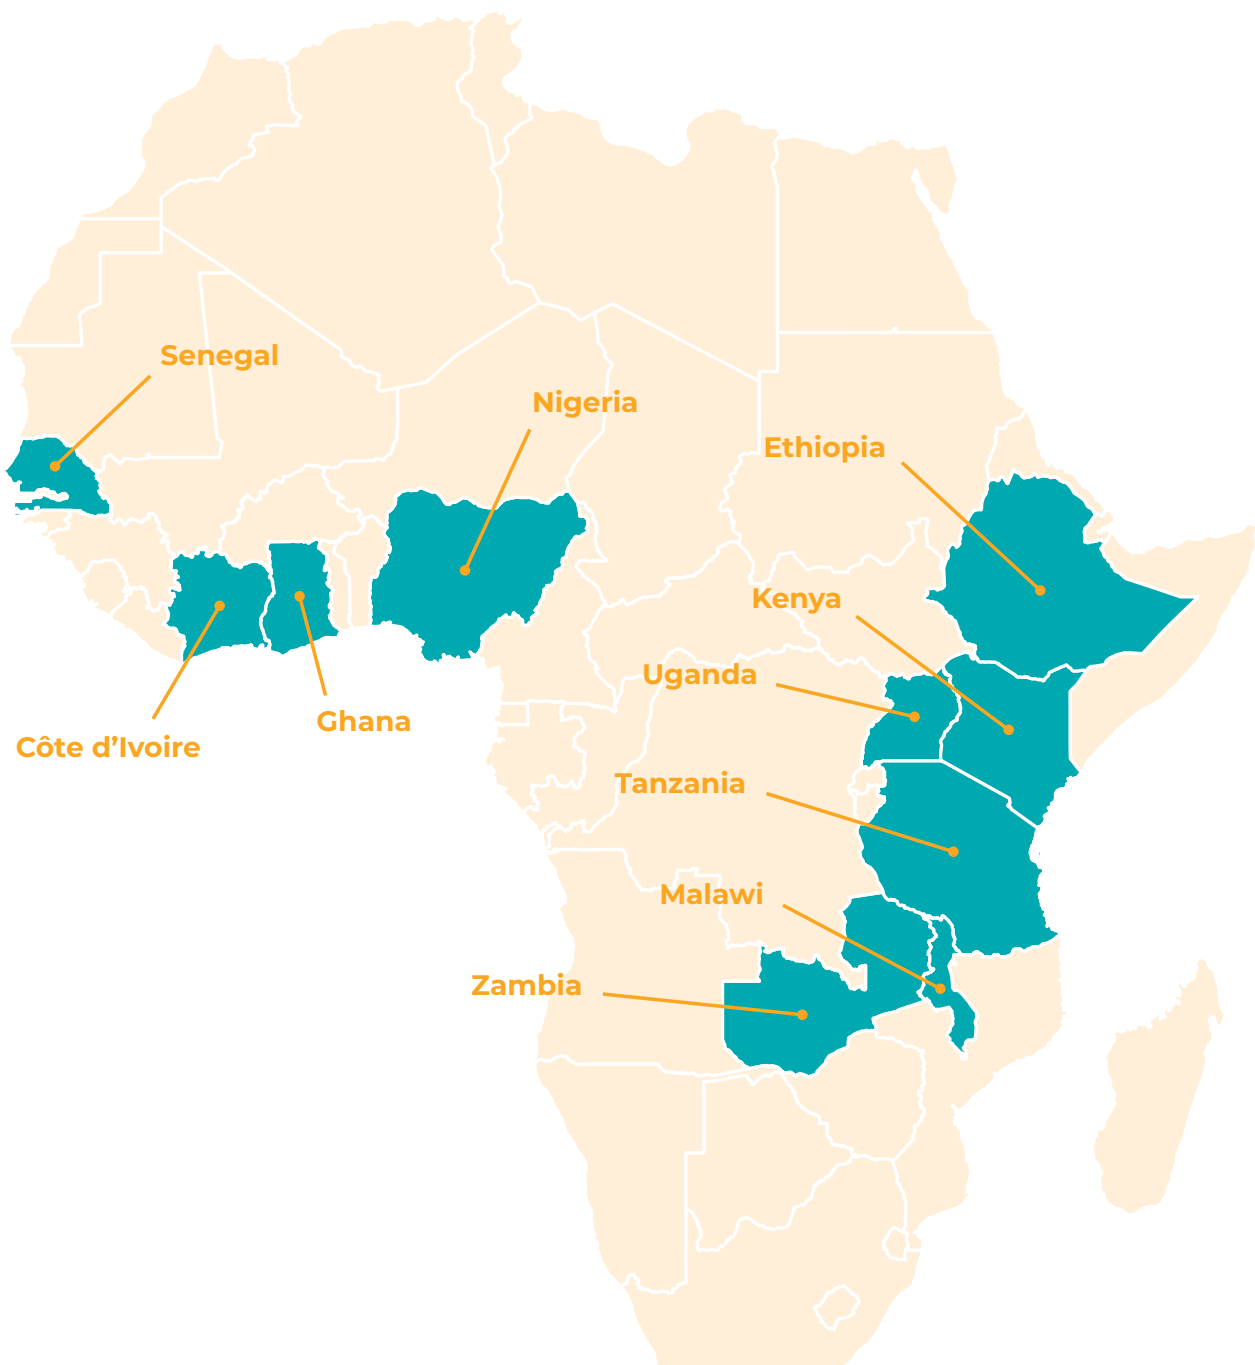 Senegal
Nigeria
Ethiopia
Kenya
Uganda
Ghana
Côte d’Ivoire
Tanzania
Malawi
Zambia